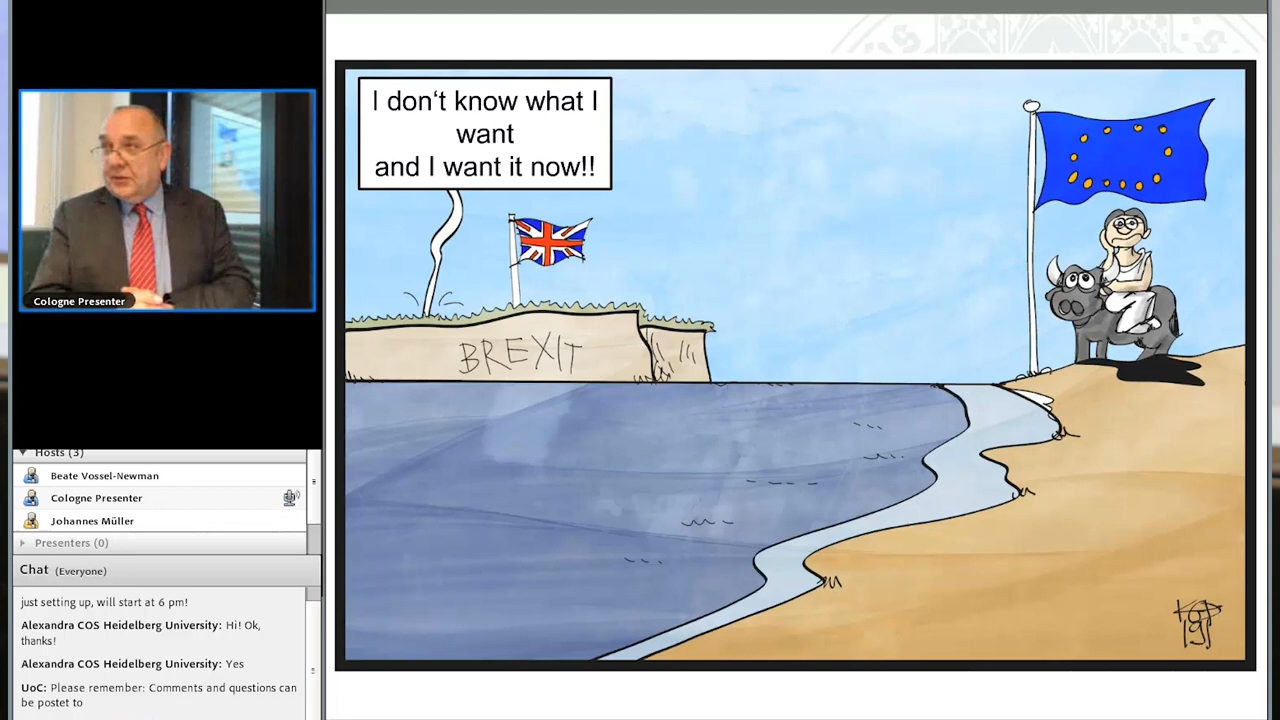 I don't know what I
want
and I want it now!!
BREXIT
Cologne Presenter
Hosts (3)
Beate Vossel-Newman
Cologne Presenter
Johannes Müller
Presenters (0)
Chat (Everyone)
just setting up, will start at 6 pm!
Alexandra COS Heidelberg University: Hi! Ok,
thanks!
Alexandra COS Heidelberg University: Yes
UoC: Please remember: Comments and questions can
be postet to